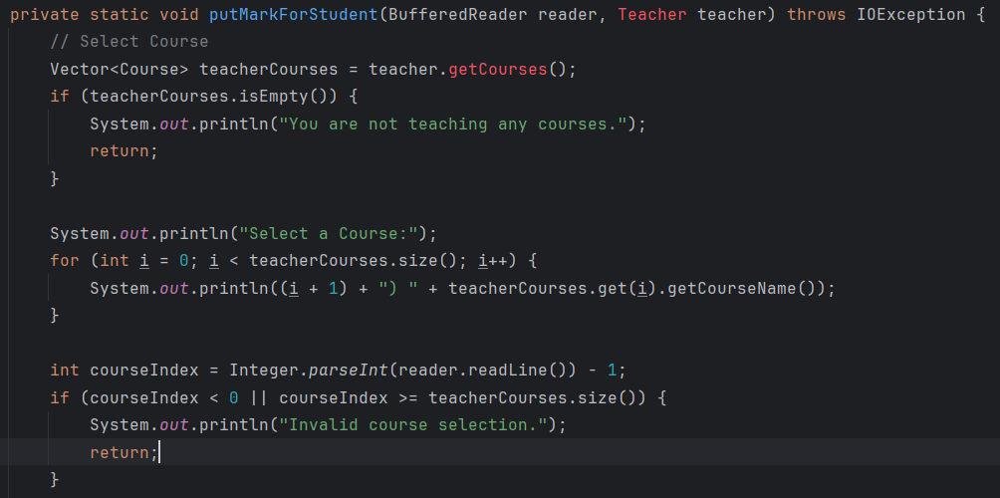 private static void putMarkForStudent(BufferedReader reader, Teacher teacher) throws IOException {
    // Select Course
    Vector<Course> teacherCourses = teacher.getCourses();
    if (teacherCourses.isEmpty()) {
        System.out.println("You are not teaching any courses.");
        return;
    }

    System.out.println("Select a Course:");
    for (int i = 0; i < teacherCourses.size(); i++) {
        System.out.println((i + 1) + ") " + teacherCourses.get(i).getCourseName());
    }

    int courseIndex = Integer.parseInt(reader.readLine()) - 1;
    if (courseIndex < 0 || courseIndex >= teacherCourses.size()) {
        System.out.println("Invalid course selection.");
        return;
    }